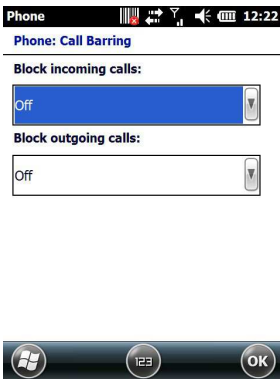 Phone 12:22
Phone: Call Barring
Block incoming calls:
Off
Block outgoing calls:
Off
123 OK